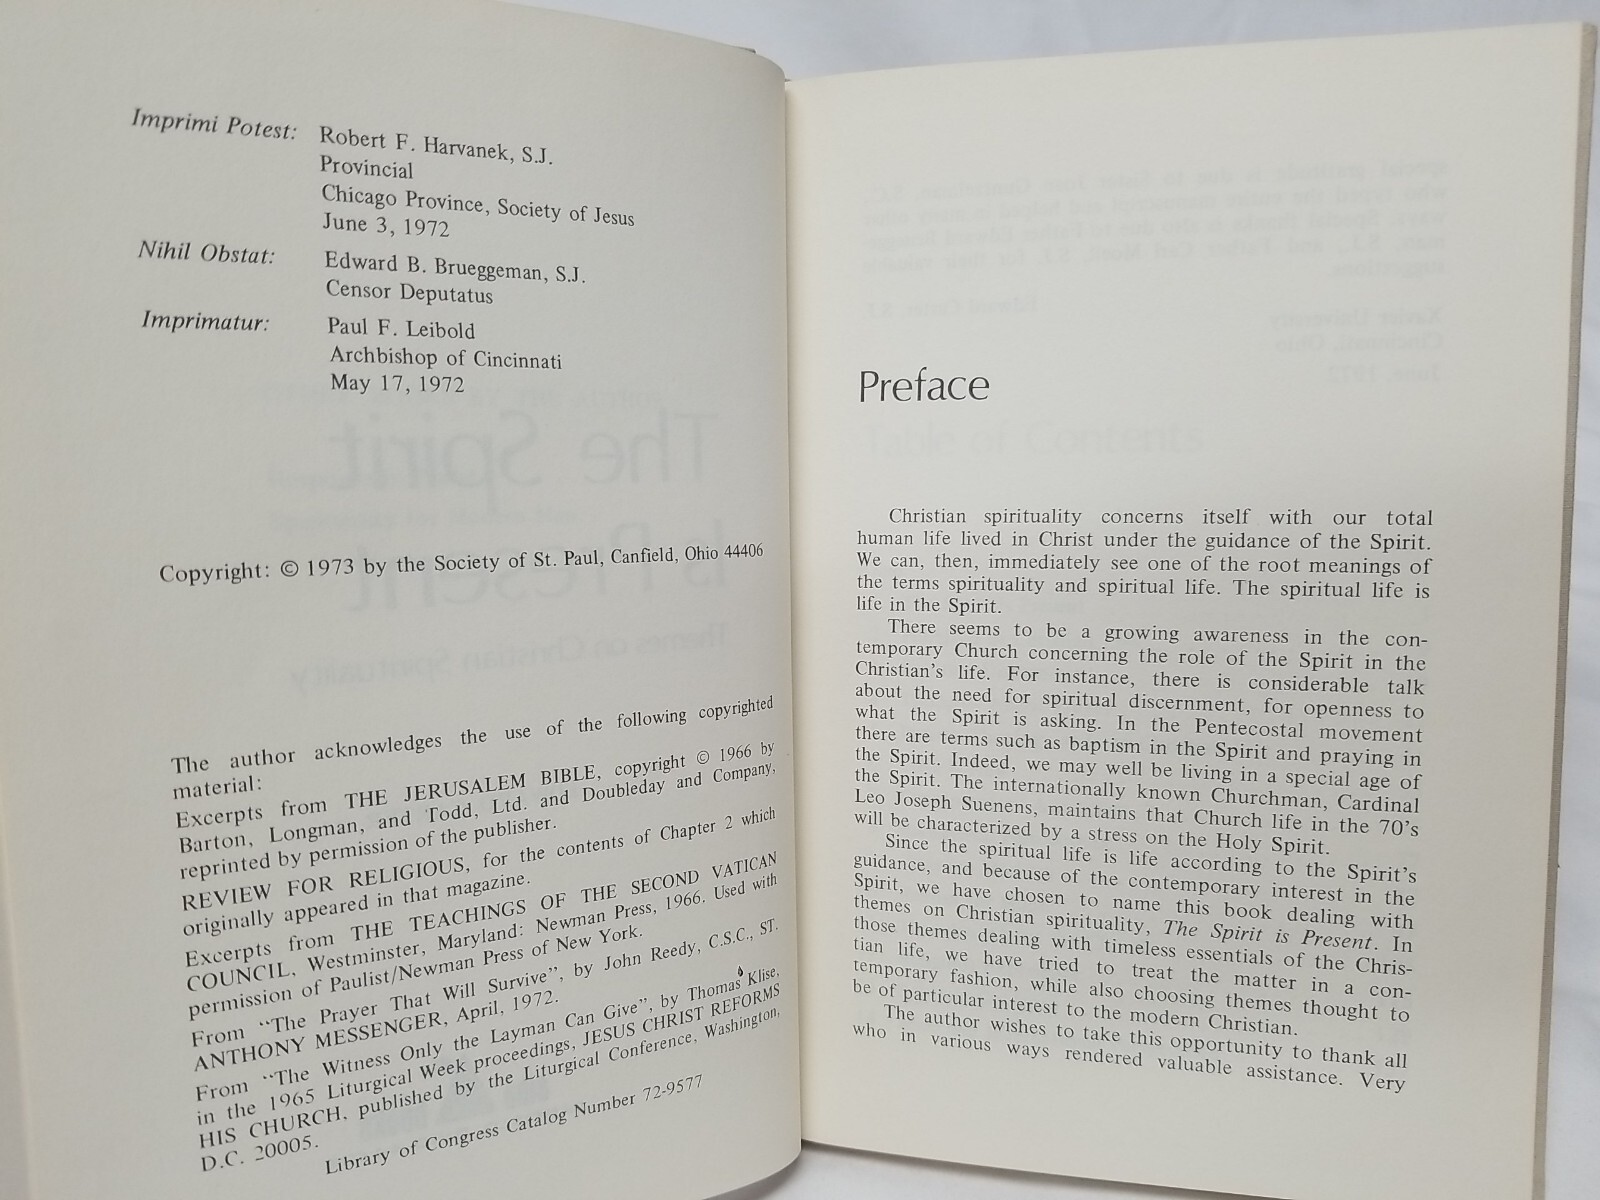 Imprimi Potest: Robert F. Harvanek, S.J.
Provincial
Chicago Province, Society of Jesus
June 3, 1972
Nihil Obstat: Edward B. Brueggeman, S.J.
Censor Deputatus
Imprimatur: Paul F. Leibold
Archbishop of Cincinnati
May 17, 1972
The Spirit
Is Present
Themes on Christian Spirituality
Copyright: © 1973 by the Society of St. Paul, Canfield, Ohio 44406
The author acknowledges the use of the following copyrighted
material:
Excerpts from THE JERUSALEM BIBLE, copyright © 1966 by
Barton, Longman, and Todd, Ltd. and Doubleday and Company,
reprinted by permission of the publisher.
REVIEW FOR RELIGIOUS, for the contents of Chapter 2 which
originally appeared in that magazine.
Excerpts from THE TEACHINGS OF THE SECOND VATICAN
COUNCIL, Westminster, Maryland: Newman Press, 1966. Used with
permission of Paulist/Newman Press of New York.
From "The Prayer That Will Survive", by John Reedy, C.S.C., ST.
ANTHONY MESSENGER, April, 1972.
From "The Witness Only the Layman Can Give", by Thomas Klise,
in the 1965 Liturgical Week proceedings, JESUS CHRIST REFORMS
HIS CHURCH, published by the Liturgical Conference, Washington,
D.C. 20005.
Library of Congress Catalog Number 72-9577
Preface
Table of Contents
Christian spirituality concerns itself with our total
human life lived in Christ under the guidance of the Spirit.
We can, then, immediately see one of the root meanings of
the terms spirituality and spiritual life. The spiritual life is
life in the Spirit.
There seems to be a growing awareness in the con-
temporary Church concerning the role of the Spirit in the
Christian's life. For instance, there is considerable talk
about the need for spiritual discernment, for openness to
what the Spirit is asking. In the Pentecostal movement
there are terms such as baptism in the Spirit and praying in
the Spirit. Indeed, we may well be living in a special age of
the Spirit. The internationally known Churchman, Cardinal
Leo Joseph Suenens, maintains that Church life in the 70's
will be characterized by a stress on the Holy Spirit.
Since the spiritual life is life according to the Spirit's
guidance, and because of the contemporary interest in the
Spirit, we have chosen to name this book dealing with
themes on Christian spirituality, The Spirit is Present. In
those themes dealing with timeless essentials of the Chris-
tian life, we have tried to treat the matter in a con-
temporary fashion, while also choosing themes thought to
be of particular interest to the modern Christian.
The author wishes to take this opportunity to thank all
who in various ways rendered valuable assistance. Very